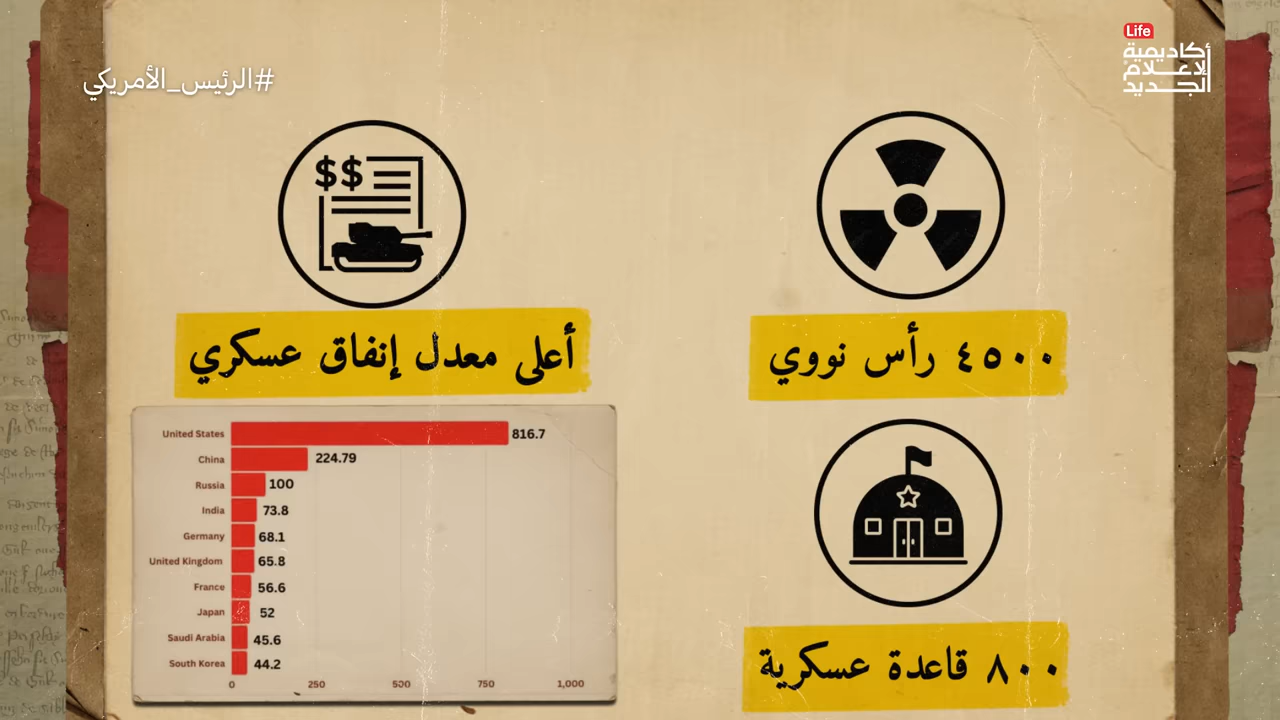 #الرئيس_الأمريكي
Life
أكاديمية
الإعلام
الجديد
$$
٤٥٠٠ رأس نووي
أعلى معدل إنفاق عسكري
United States 816.7
China 224.79
Russia 100
India 73.8
Germany 68.1
United Kingdom 65.8
France 56.6
Japan 52
Saudi Arabia 45.6
South Korea 44.2
0 250 500 750 1,000
٨٠٠ قاعدة عسكرية